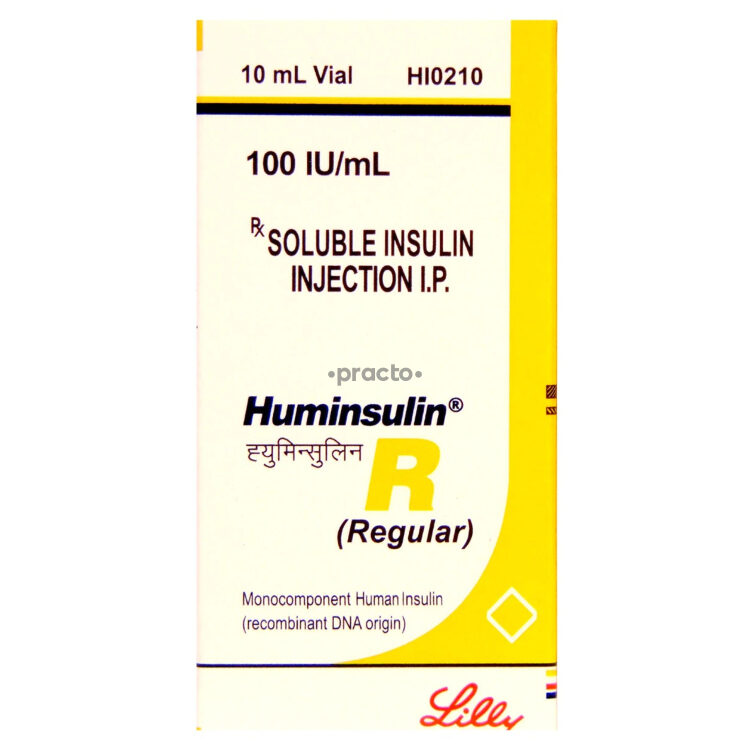 10 mL Vial HI0210
100 IU/mL
Rx SOLUBLE INSULIN
INJECTION I.P.
•practo•
Huminsulin®
ह्युमिन्सुलिन R
(Regular)
Monocomponent Human Insulin
(recombinant DNA origin)
Lilly